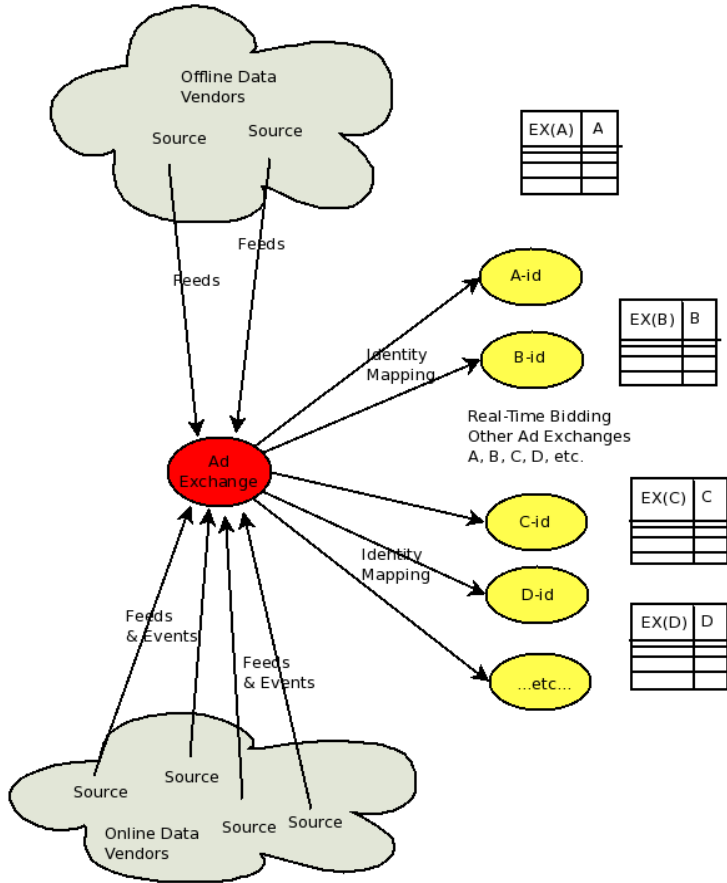 Offline Data
Vendors
Source
Source
EX(A)
A
Feeds
Feeds
A-id
EX(B)
B
Identity
Mapping
B-id
Real-Time Bidding
Other Ad Exchanges
A, B, C, D, etc.
Ad
Exchange
EX(C)
C
C-id
Identity
Mapping
D-id
EX(D)
D
Feeds
& Events
Feeds
& Events
...etc...
Source
Source
Source
Source
Online Data
Vendors